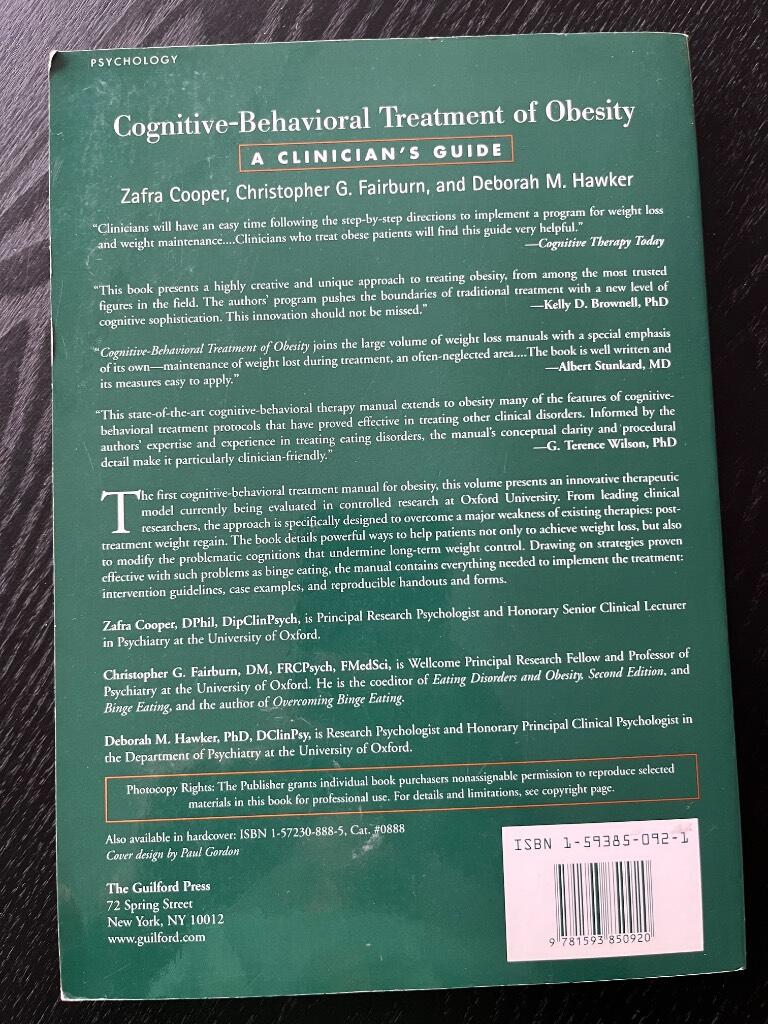 PSYCHOLOGY
Cognitive-Behavioral Treatment of Obesity
A CLINICIAN'S GUIDE
Zafra Cooper, Christopher G. Fairburn, and Deborah M. Hawker
“Clinicians will have an easy time following the step-by-step directions to implement a program for weight loss
and weight maintenance....Clinicians who treat obese patients will find this guide very helpful.”
—Cognitive Therapy Today
“This book presents a highly creative and unique approach to treating obesity, from among the most trusted
figures in the field. The authors’ program pushes the boundaries of traditional treatment with a new level of
cognitive sophistication. This innovation should not be missed.” —Kelly D. Brownell, PhD
“Cognitive-Behavioral Treatment of Obesity joins the large volume of weight loss manuals with a special emphasis
of its own—maintenance of weight lost during treatment, an often-neglected area....The book is well written and
its measures easy to apply.” —Albert Stunkard, MD
“This state-of-the-art cognitive-behavioral therapy manual extends to obesity many of the features of cognitive-
behavioral treatment protocols that have proved effective in treating other clinical disorders. Informed by the
authors’ expertise and experience in treating eating disorders, the manual’s conceptual clarity and procedural
detail make it particularly clinician-friendly.” —G. Terence Wilson, PhD
The first cognitive-behavioral treatment manual for obesity, this volume presents an innovative therapeutic
model currently being evaluated in controlled research at Oxford University. From leading clinical
researchers, the approach is specifically designed to overcome a major weakness of existing therapies: post-
treatment weight regain. The book details powerful ways to help patients not only to achieve weight loss, but also
to modify the problematic cognitions that undermine long-term weight control. Drawing on strategies proven
effective with such problems as binge eating, the manual contains everything needed to implement the treatment:
intervention guidelines, case examples, and reproducible handouts and forms.
Zafra Cooper, DPhil, DipClinPsych, is Principal Research Psychologist and Honorary Senior Clinical Lecturer
in Psychiatry at the University of Oxford.
Christopher G. Fairburn, DM, FRCPsych, FMedSci, is Wellcome Principal Research Fellow and Professor of
Psychiatry at the University of Oxford. He is the coeditor of Eating Disorders and Obesity, Second Edition, and
Binge Eating, and the author of Overcoming Binge Eating.
Deborah M. Hawker, PhD, DClinPsy, is Research Psychologist and Honorary Principal Clinical Psychologist in
the Department of Psychiatry at the University of Oxford.
Photocopy Rights: The Publisher grants individual book purchasers nonassignable permission to reproduce selected
materials in this book for professional use. For details and limitations, see copyright page.
Also available in hardcover: ISBN 1-57230-888-5, Cat. #0888
Cover design by Paul Gordon
The Guilford Press
72 Spring Street
New York, NY 10012
www.guilford.com
ISBN 1-59385-092-1
9 781593 850920